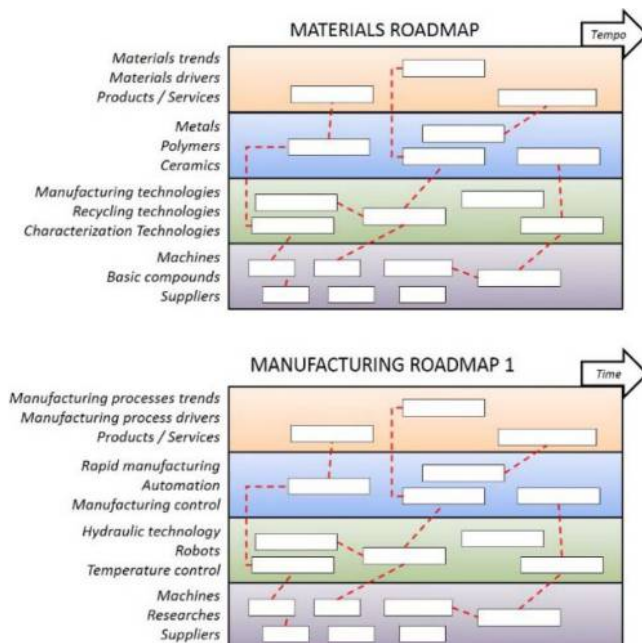 MATERIALS ROADMAP
Tempo
Materials trends
Materials drivers
Products / Services
Metals
Polymers
Ceramics
Manufacturing technologies
Recycling technologies
Characterization Technologies
Machines
Basic compounds
Suppliers
MANUFACTURING ROADMAP 1
Time
Manufacturing processes trends
Manufacturing process drivers
Products / Services
Rapid manufacturing
Automation
Manufacturing control
Hydraulic technology
Robots
Temperature control
Machines
Researches
Suppliers